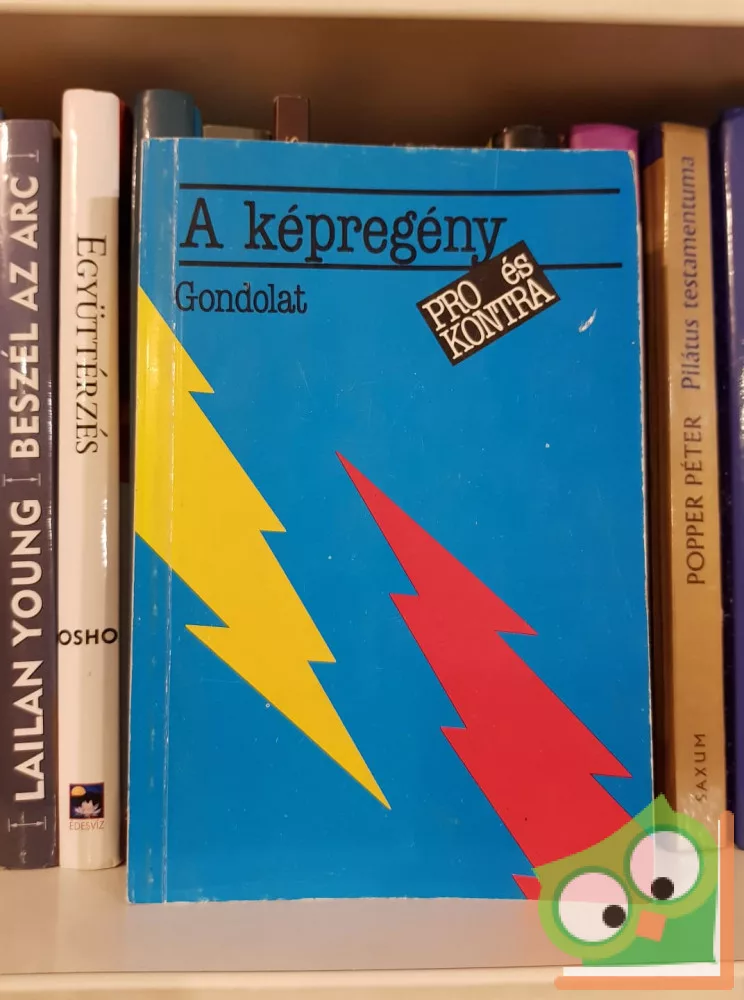 A képregény
Gondolat
PRO és
KONTRA
LAILAN YOUNG BESZÉL AZ ARC
EGYÜTTÉRZÉS
OSHO
ÉDESVÍZ
POPPER PÉTER Pilátus testamentuma
SAXUM